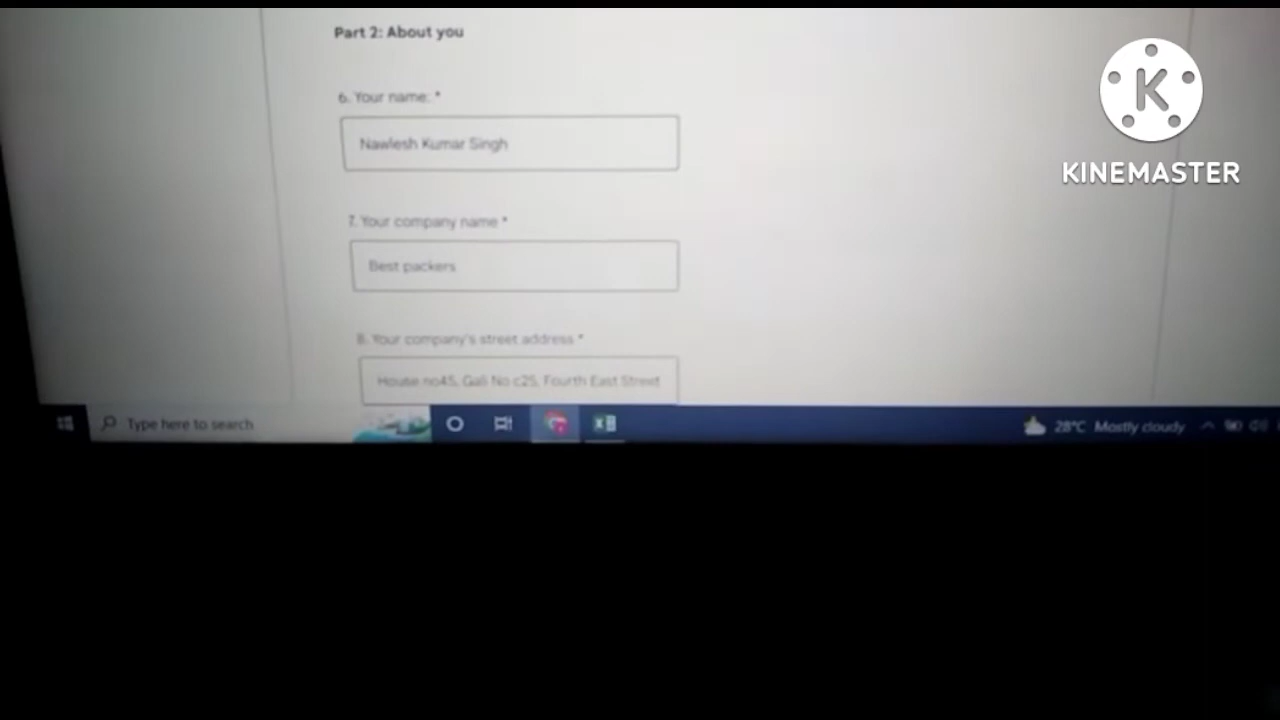 Part 2: About you
6. Your name: *
Nawlesh Kumar Singh
7. Your company name *
Best packers
8. Your company's street address *
House no45, Gali No c25, Fourth East Street
Type here to search
28°C Mostly cloudy
K
KINEMASTER